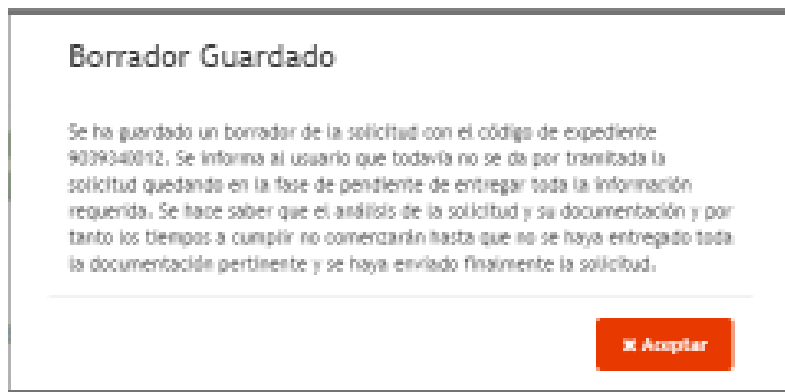 Borrador Guardado
Se ha guardado un borrador de la solicitud con el código de expediente
9039340012. Se informa al usuario que todavía no se da por tramitada la
solicitud quedando en la fase de pendiente de entregar toda la información
requerida. Se hace saber que el análisis de la solicitud y su documentación y por
tanto los tiempos a cumplir no comenzarán hasta que no se haya entregado toda
la documentación pertinente y se haya enviado finalmente la solicitud.
✖ Aceptar